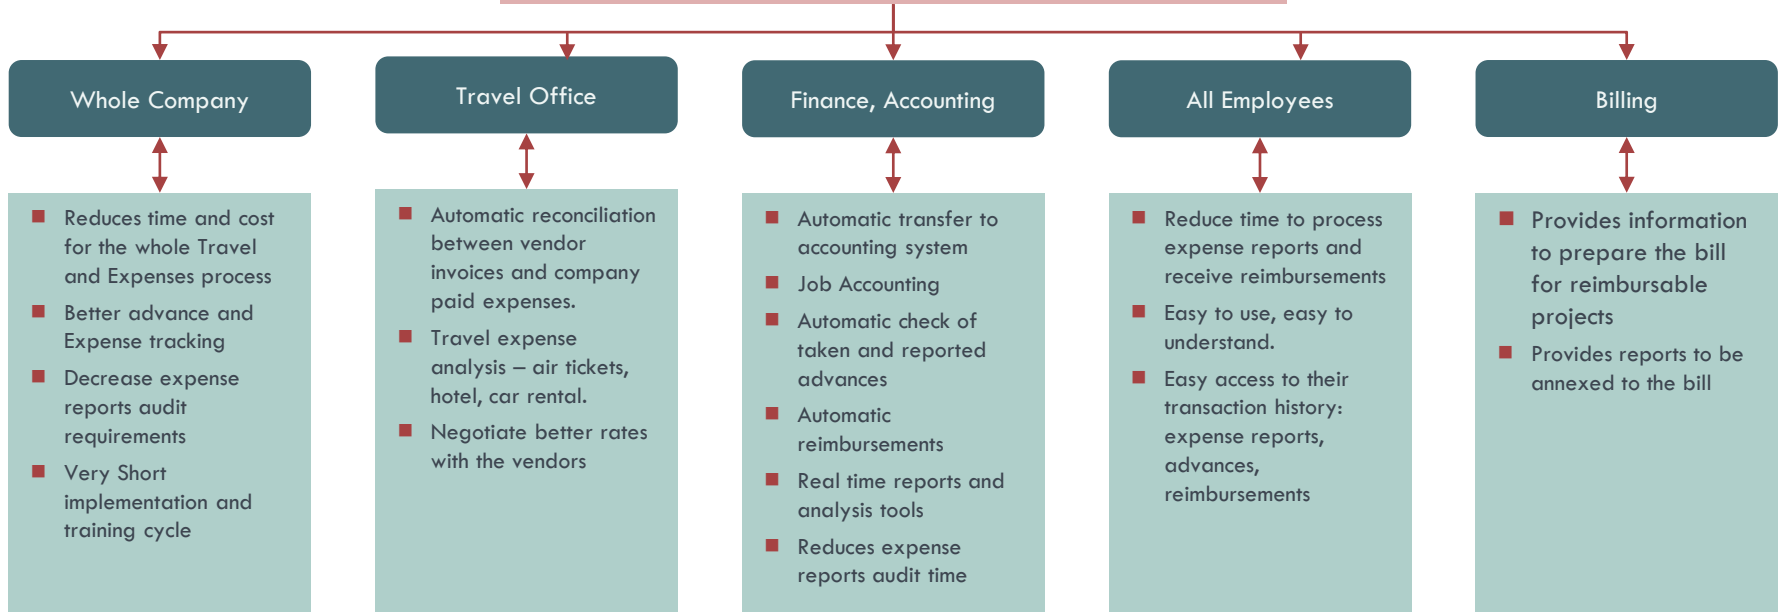 Whole Company
Reduces time and cost
for the whole Travel
and Expenses process
Better advance and
Expense tracking
Decrease expense
reports audit
requirements
Very Short
implementation and
training cycle
Travel Office
Automatic reconciliation
between vendor
invoices and company
paid expenses.
Travel expense
analysis – air tickets,
hotel, car rental.
Negotiate better rates
with the vendors
Finance, Accounting
Automatic transfer to
accounting system
Job Accounting
Automatic check of
taken and reported
advances
Automatic
reimbursements
Real time reports and
analysis tools
Reduces expense
reports audit time
All Employees
Reduce time to process
expense reports and
receive reimbursements
Easy to use, easy to
understand.
Easy access to their
transaction history:
expense reports,
advances,
reimbursements
Billing
Provides information
to prepare the bill
for reimbursable
projects
Provides reports to be
annexed to the bill